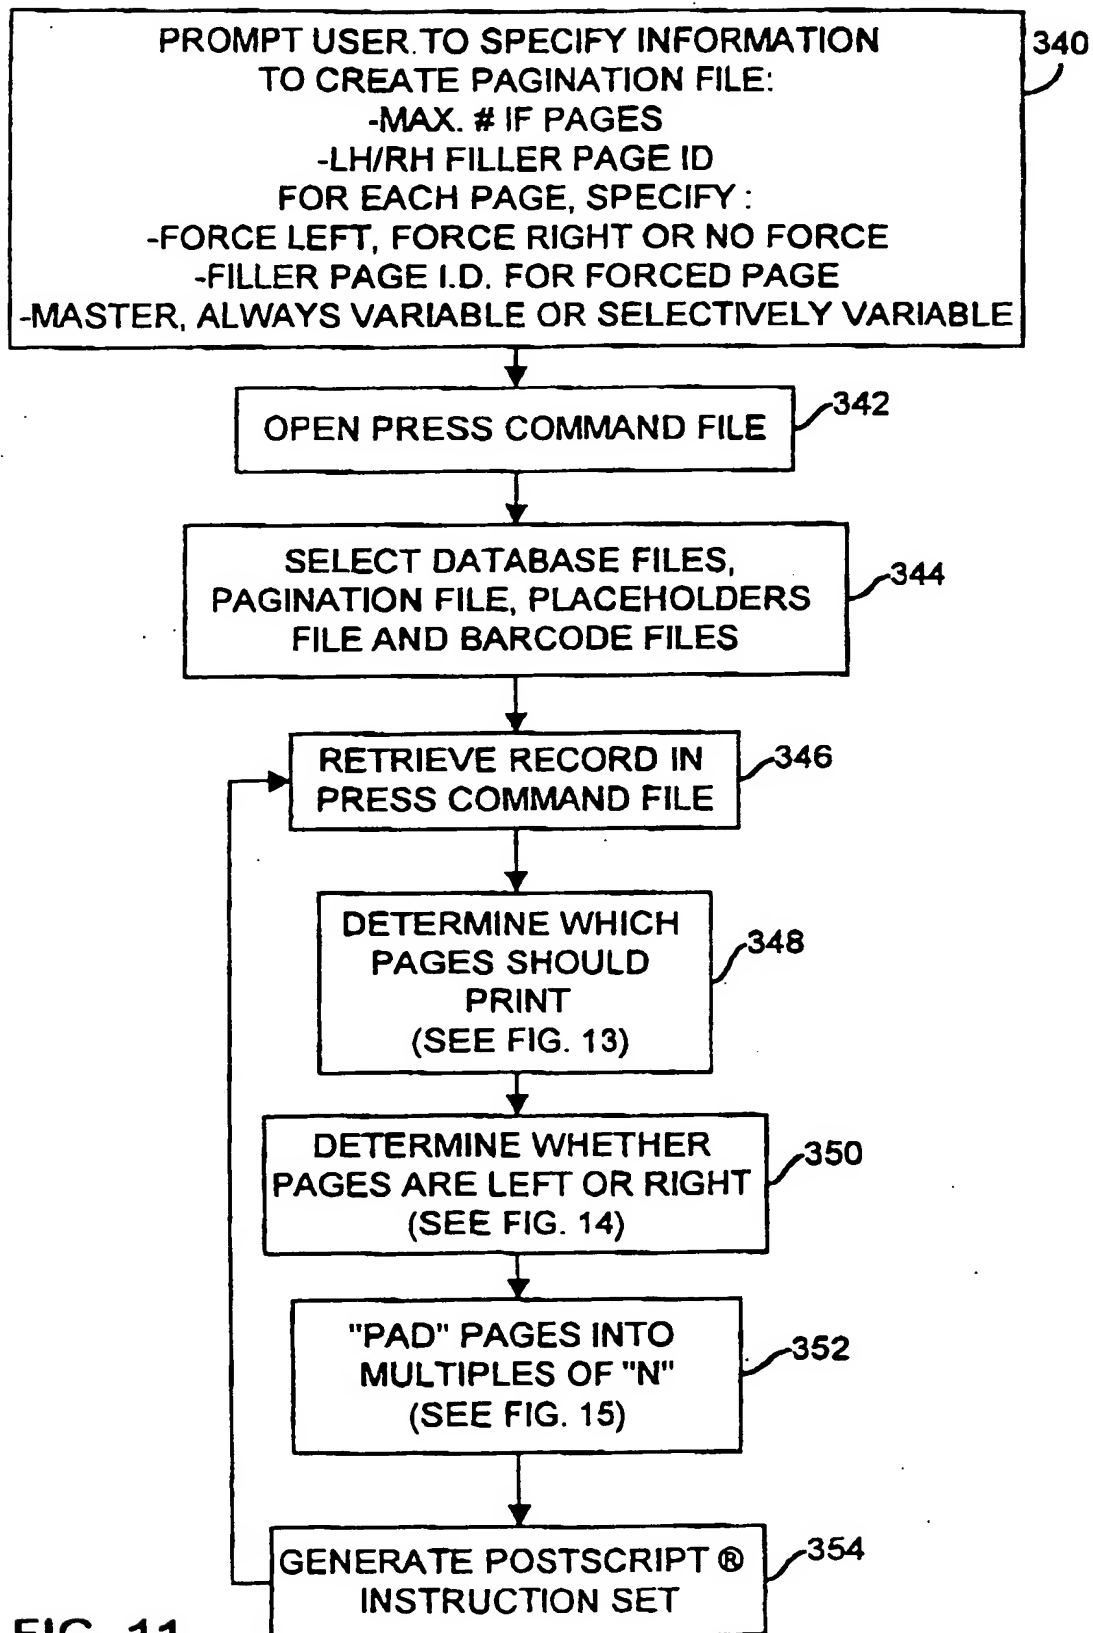 PROMPT USER.TO SPECIFY INFORMATION
TO CREATE PAGINATION FILE:
-MAX. # IF PAGES
-LH/RH FILLER PAGE ID
FOR EACH PAGE, SPECIFY :
-FORCE LEFT, FORCE RIGHT OR NO FORCE
-FILLER PAGE I.D. FOR FORCED PAGE
-MASTER, ALWAYS VARIABLE OR SELECTIVELY VARIABLE
340
OPEN PRESS COMMAND FILE
342
SELECT DATABASE FILES,
PAGINATION FILE, PLACEHOLDERS
FILE AND BARCODE FILES
344
RETRIEVE RECORD IN
PRESS COMMAND FILE
346
DETERMINE WHICH
PAGES SHOULD
PRINT
(SEE FIG. 13)
348
DETERMINE WHETHER
PAGES ARE LEFT OR RIGHT
(SEE FIG. 14)
350
"PAD" PAGES INTO
MULTIPLES OF "N"
(SEE FIG. 15)
352
GENERATE POSTSCRIPT ®
INSTRUCTION SET
354
FIG. 11